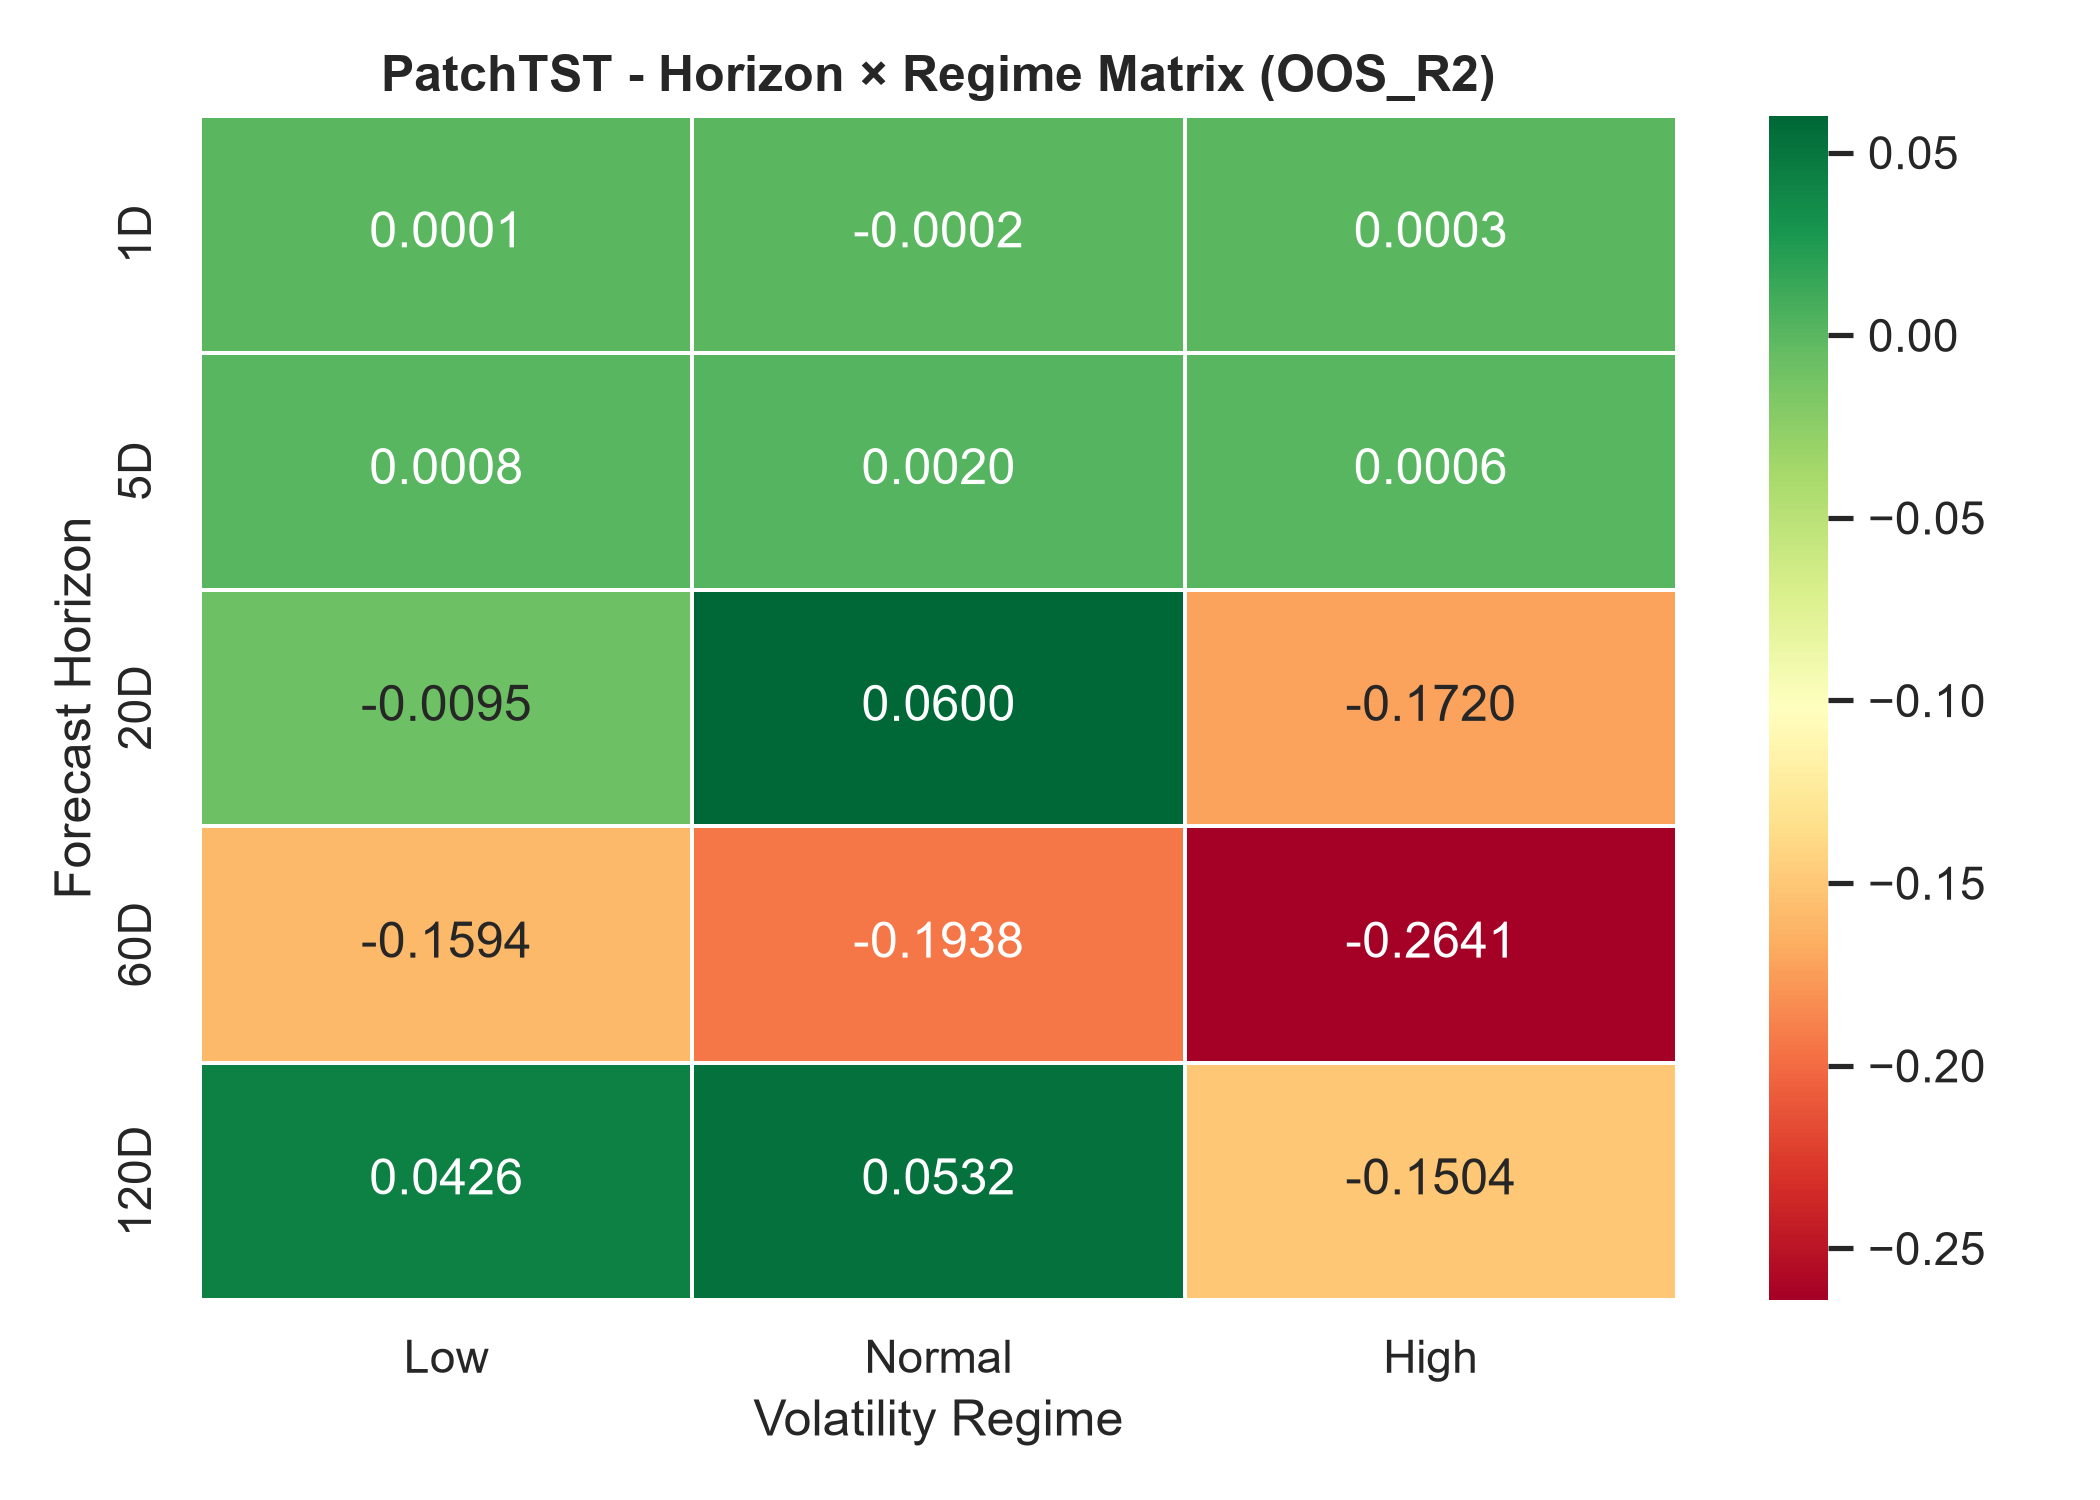 PatchTST - Horizon × Regime Matrix (OOS_R2)
Forecast Horizon
1D 0.0001 -0.0002 0.0003
5D 0.0008 0.0020 0.0006
20D -0.0095 0.0600 -0.1720
60D -0.1594 -0.1938 -0.2641
120D 0.0426 0.0532 -0.1504
Low Normal High
Volatility Regime
0.05
0.00
−0.05
−0.10
−0.15
−0.20
−0.25